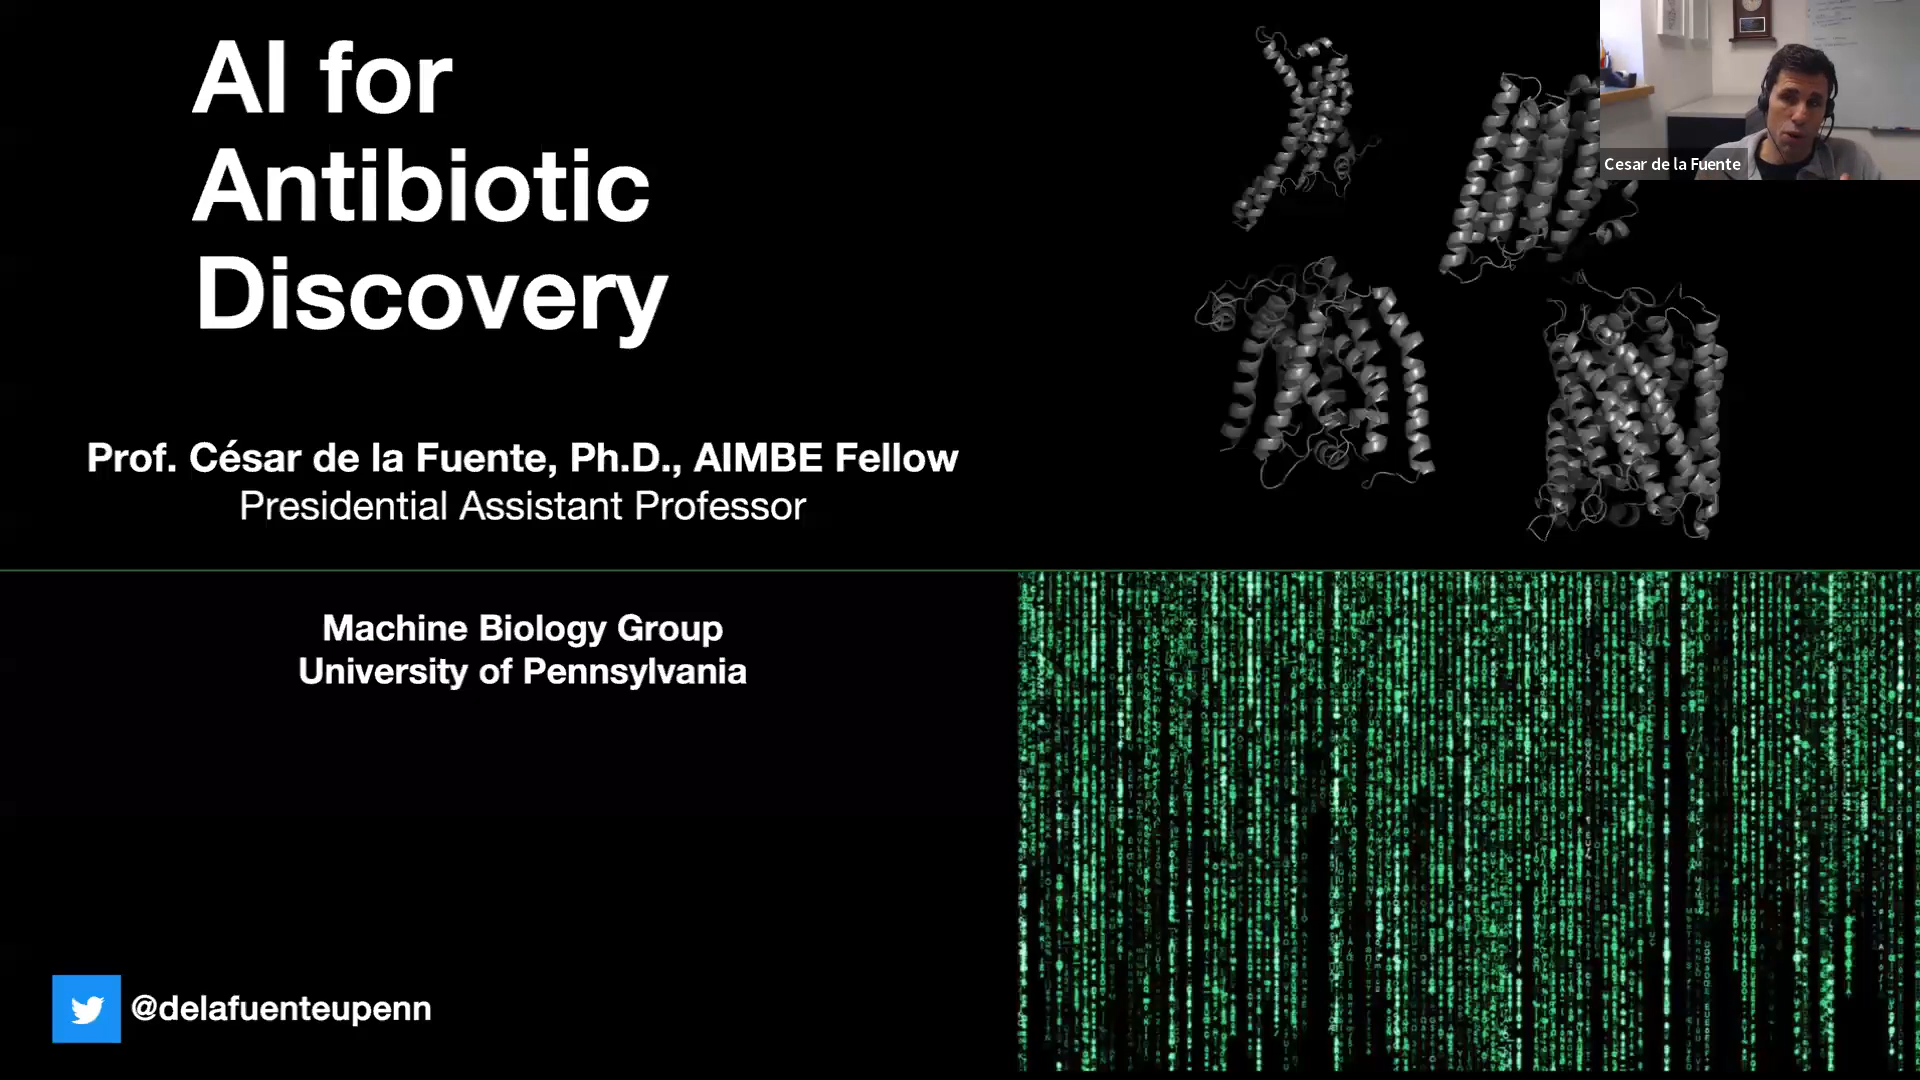 AI for
Antibiotic
Discovery
Cesar de la Fuente
Prof. César de la Fuente, Ph.D., AIMBE Fellow
Presidential Assistant Professor
Machine Biology Group
University of Pennsylvania
@delafuenteupenn